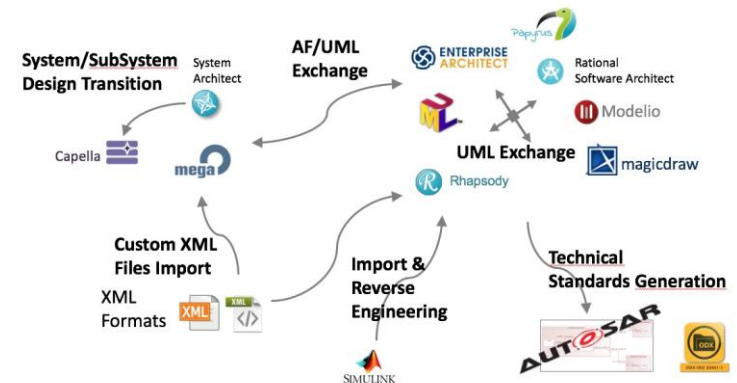 Papyrus
System/SubSystem
Design Transition
System
Architect
AF/UML
Exchange
ENTERPRISE
ARCHITECT
Rational
Software Architect
UML
Modelio
Capella
mega
UML Exchange
magicdraw
R
Rhapsody
Custom XML
Files Import
Import &
Reverse
Engineering
Technical
Standards Generation
XML
Formats
XML
XML
</>
AUTOSAR
ODX
SIMULINK